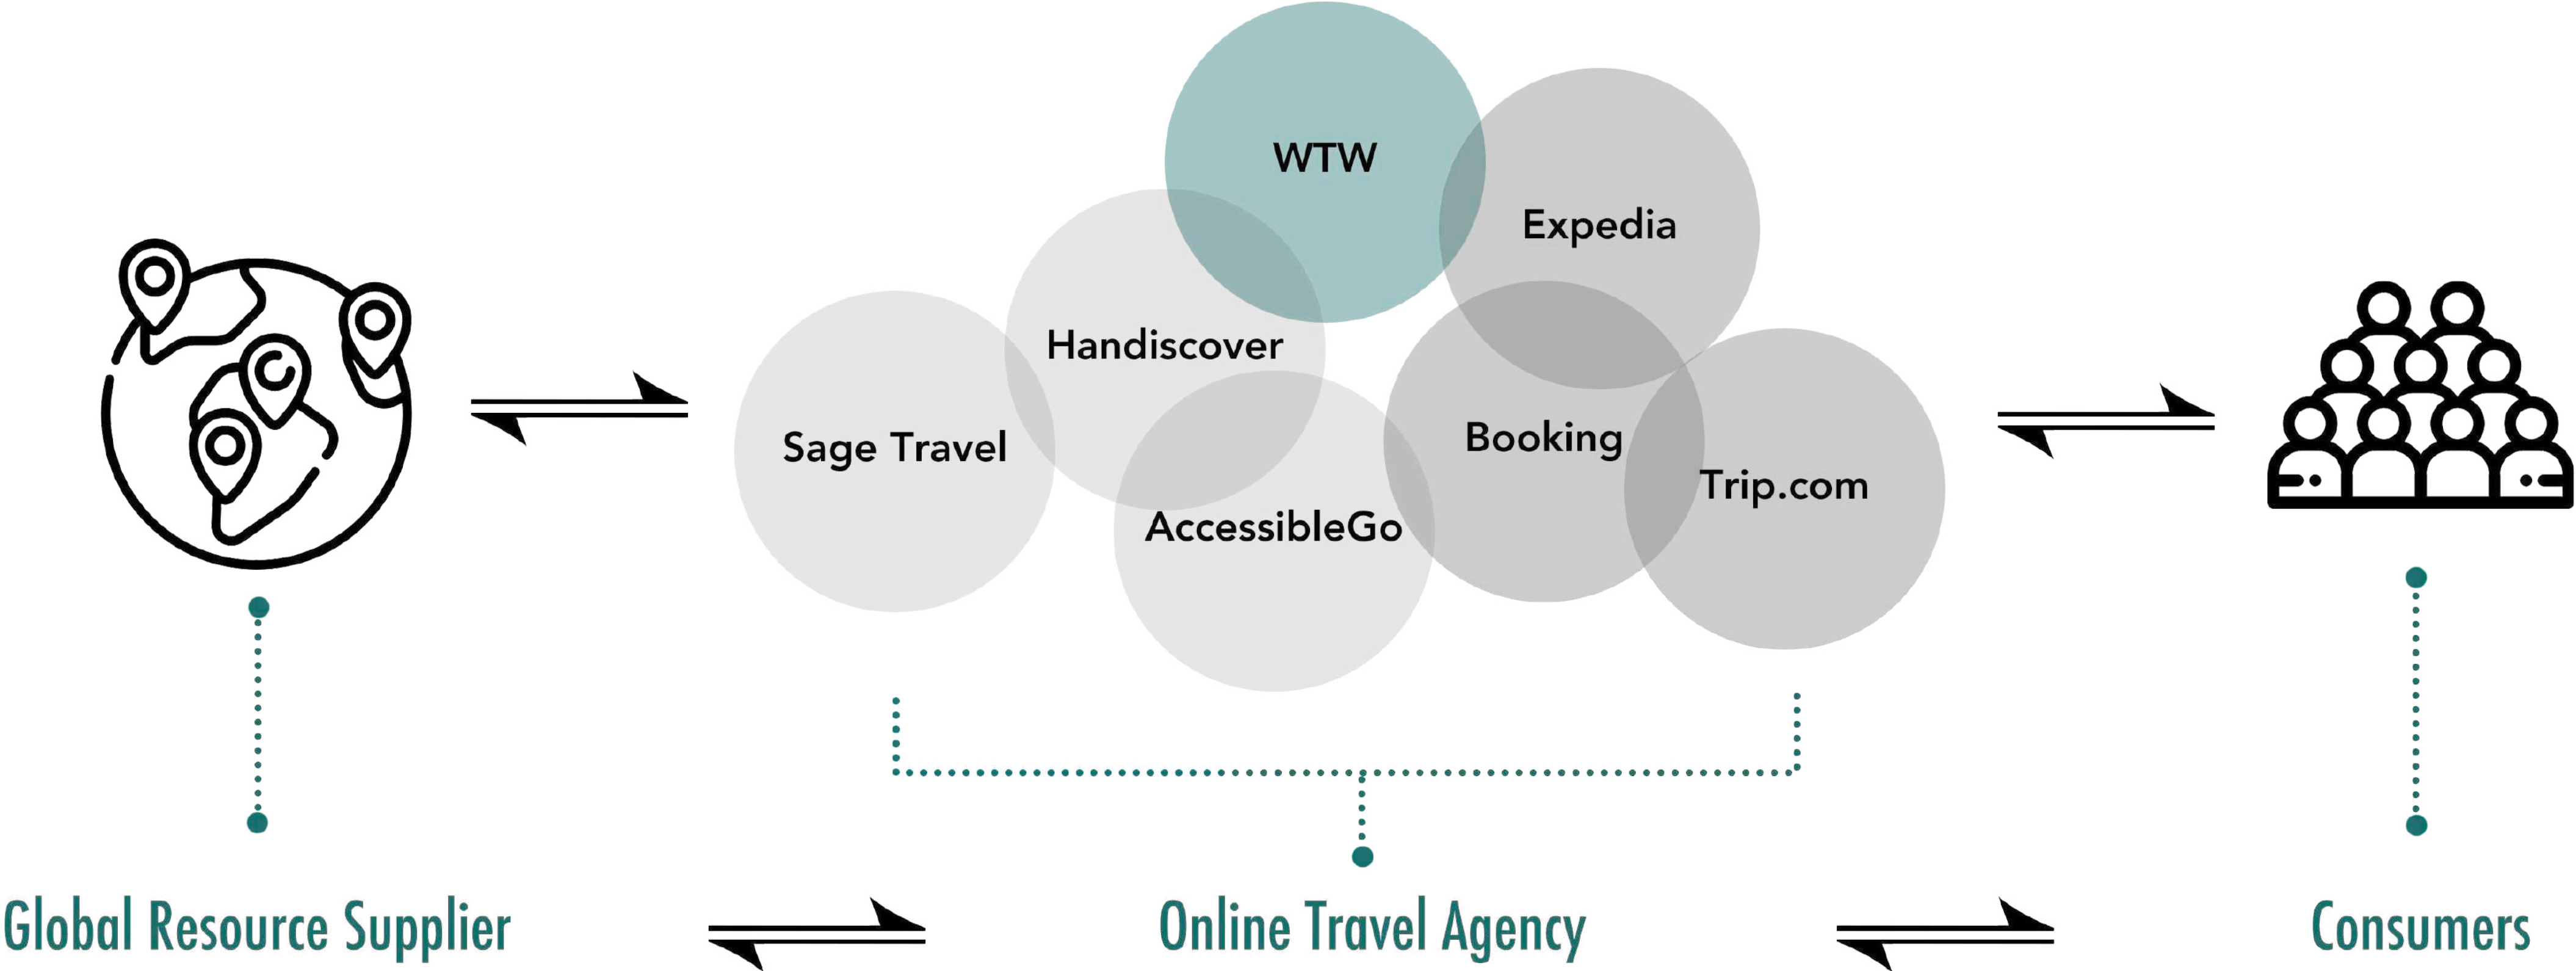 WTW
Expedia
Handiscover
Sage Travel
Booking
Trip.com
AccessibleGo
Global Resource Supplier
Online Travel Agency
Consumers